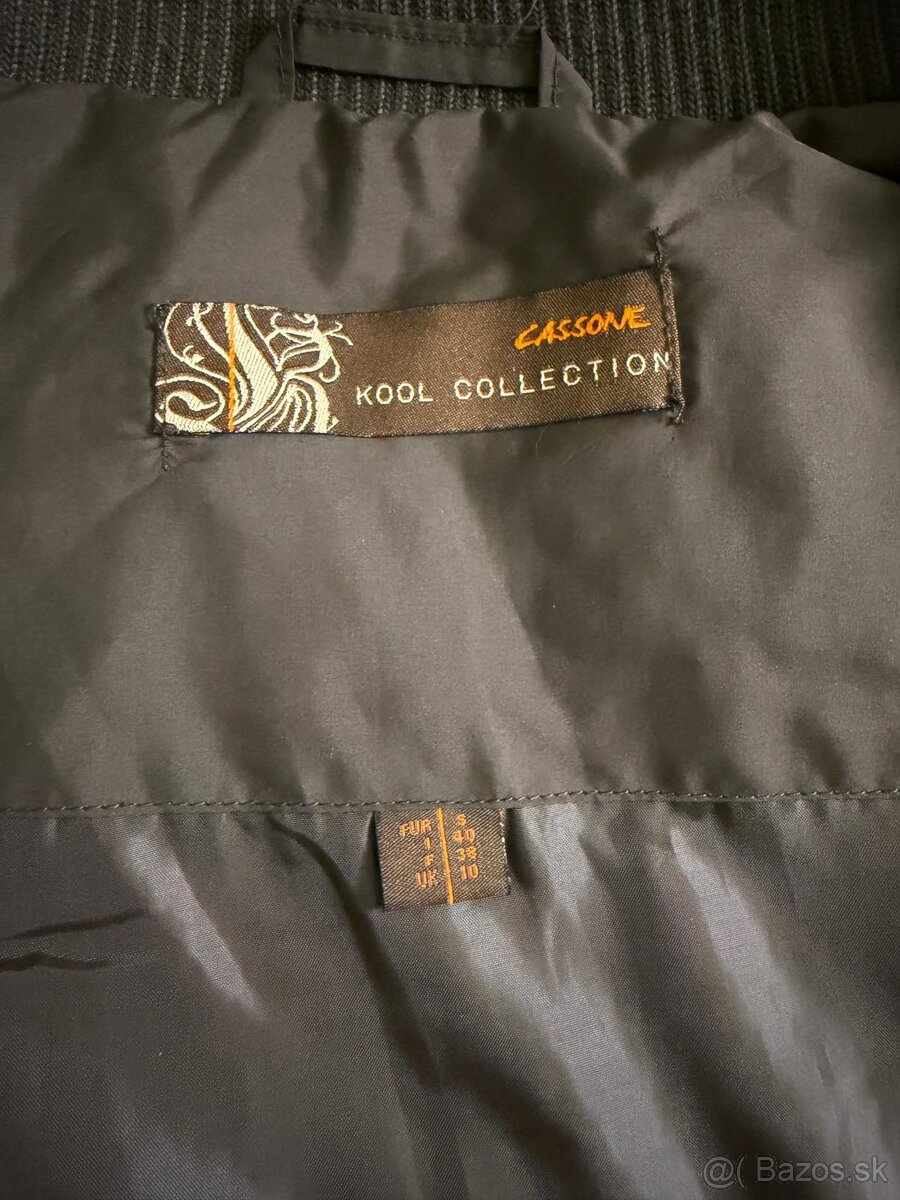 CASSONE
KOOL COLLECTION
EUR S
I 40
F 38
UK 10
@( Bazos.sk